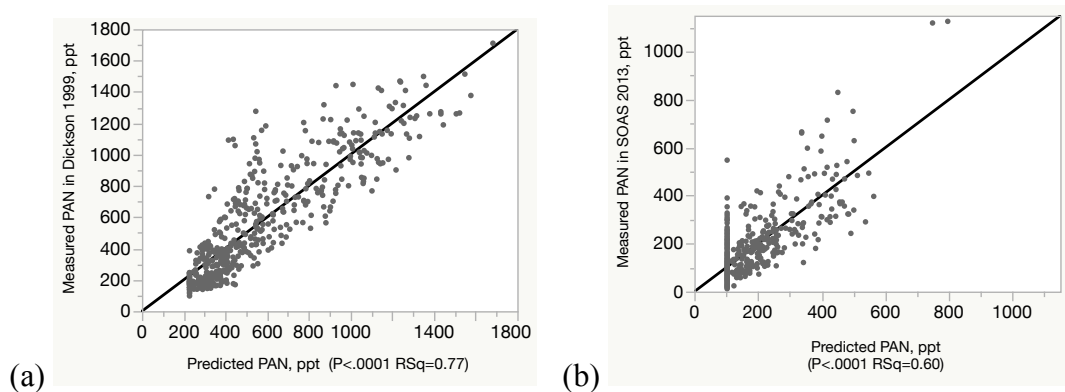 Measured PAN in Dickson 1999, ppt
1800
1600
1400
1200
1000
800
600
400
200
0
0 200 400 600 800 1000 1400 1800
Predicted PAN, ppt (P<.0001 RSq=0.77)
(a)
Measured PAN in SOAS 2013, ppt
1000
800
600
400
200
0
0 200 400 600 800 1000
Predicted PAN, ppt
(P<.0001 RSq=0.60)
(b)